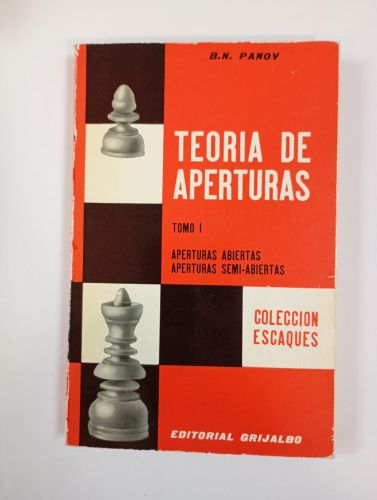 B.N. PANOV
TEORIA DE
APERTURAS
TOMO I
APERTURAS ABIERTAS
APERTURAS SEMI-ABIERTAS
COLECCION
ESCAQUES
EDITORIAL GRIJALBO